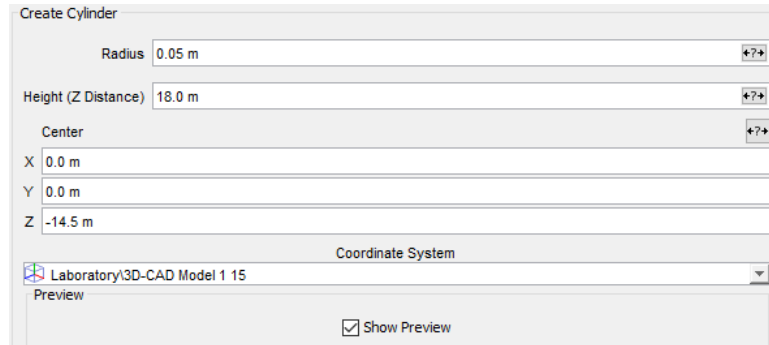 Create Cylinder
Radius 0.05 m
Height (Z Distance) 18.0 m
Center
X 0.0 m
Y 0.0 m
Z -14.5 m
Coordinate System
Laboratory\3D-CAD Model 1 15
Preview
Show Preview